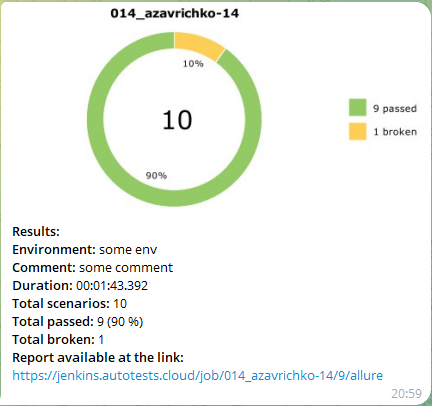 014_azavrichko-14
10%
10
90%
9 passed
1 broken
Results:
Environment: some env
Comment: some comment
Duration: 00:01:43.392
Total scenarios: 10
Total passed: 9 (90 %)
Total broken: 1
Report available at the link:
https://jenkins.autotests.cloud/job/014_azavrichko-14/9/allure
20:59